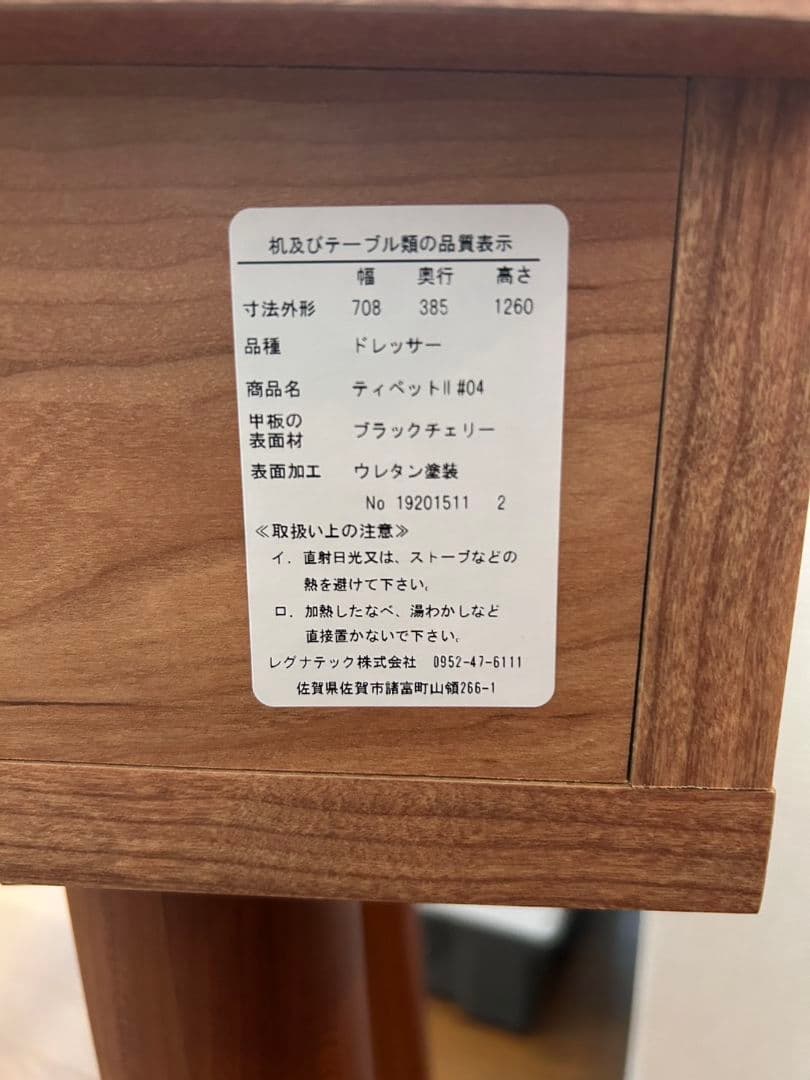 机及びテーブル類の品質表示
幅 奥行 高さ
寸法外形 708 385 1260
品種 ドレッサー
商品名 ティペットⅡ #04
甲板の表面材 ブラックチェリー
表面加工 ウレタン塗装
No 19201511 2
≪取扱い上の注意≫
イ．直射日光又は、ストーブなどの
熱を避けて下さい。
ロ．加熱したなべ、湯わかしなど
直接置かないで下さい。
レグナテック株式会社 0952-47-6111
佐賀県佐賀市諸富町山領266-1